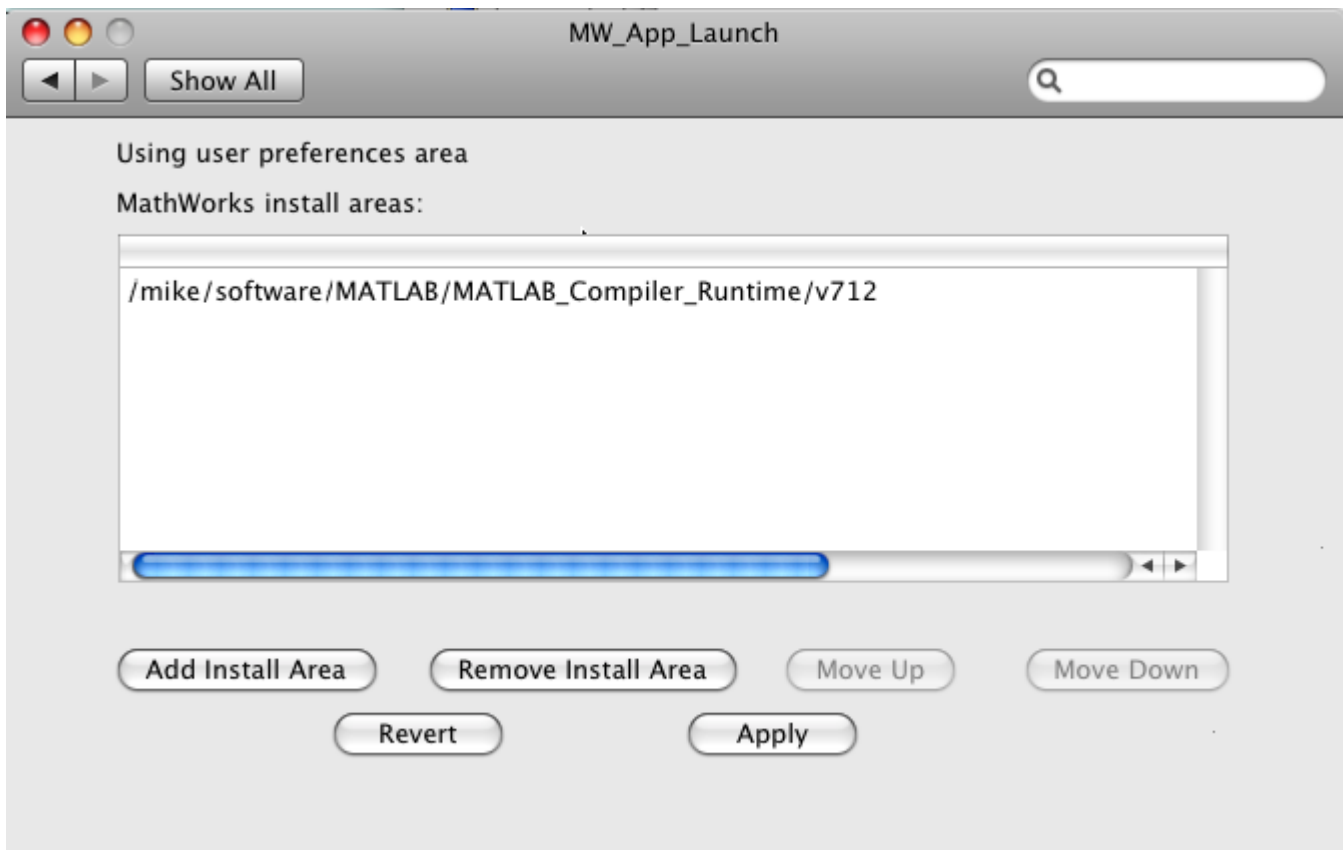 MW_App_Launch
Show All
Using user preferences area
MathWorks install areas:
/mike/software/MATLAB/MATLAB_Compiler_Runtime/v712
Add Install Area Remove Install Area Move Up Move Down
Revert Apply